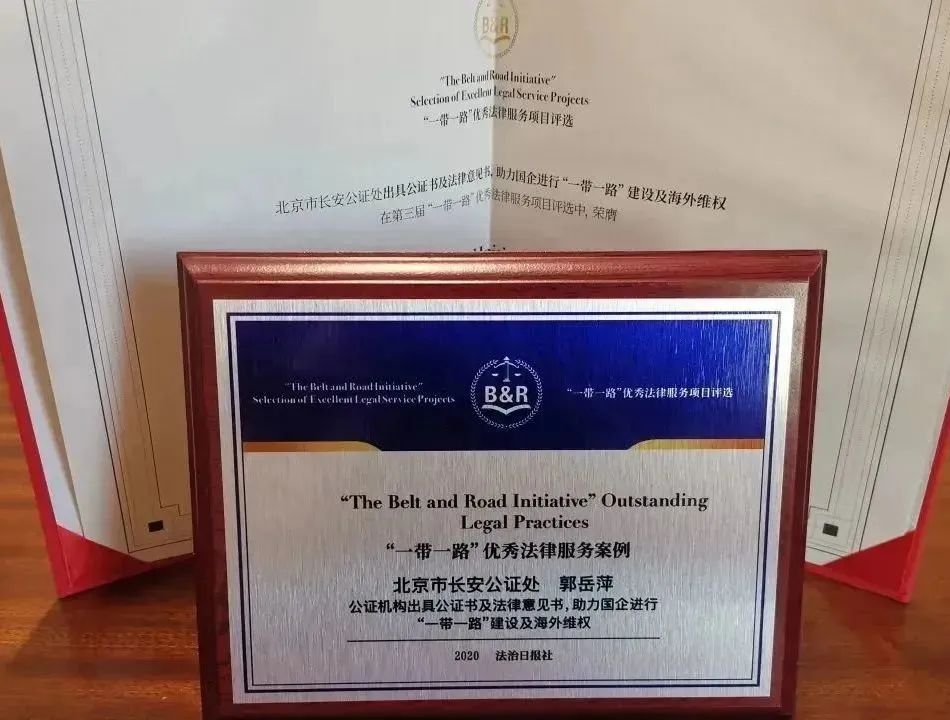 B&R
"The Belt and Road Initiative"
Selection of Excellent Legal Service Projects
"一带一路"优秀法律服务项目评选
北京市长安公证处出具公证书及法律意见书,助力国企进行"一带一路"建设及海外维权
在第三届"一带一路"优秀法律服务项目评选中,荣膺
"The Belt and Road Initiative"
Selection of Excellent Legal Service Projects
B&R
"一带一路"优秀法律服务项目评选
"The Belt and Road Initiative" Outstanding
Legal Practices
"一带一路"优秀法律服务案例
北京市长安公证处 郭岳萍
公证机构出具公证书及法律意见书,助力国企进行
"一带一路"建设及海外维权
2020 法治日报社